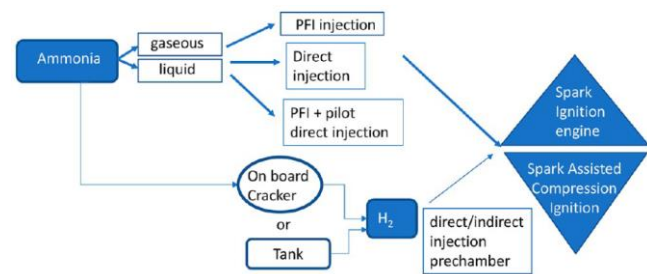 Ammonia
gaseous
liquid
PFI injection
Direct
injection
PFI + pilot
direct injection
On board
Cracker
or
Tank
H₂
direct/indirect
injection
prechamber
Spark
Ignition
engine
Spark Assisted
Compression
Ignition